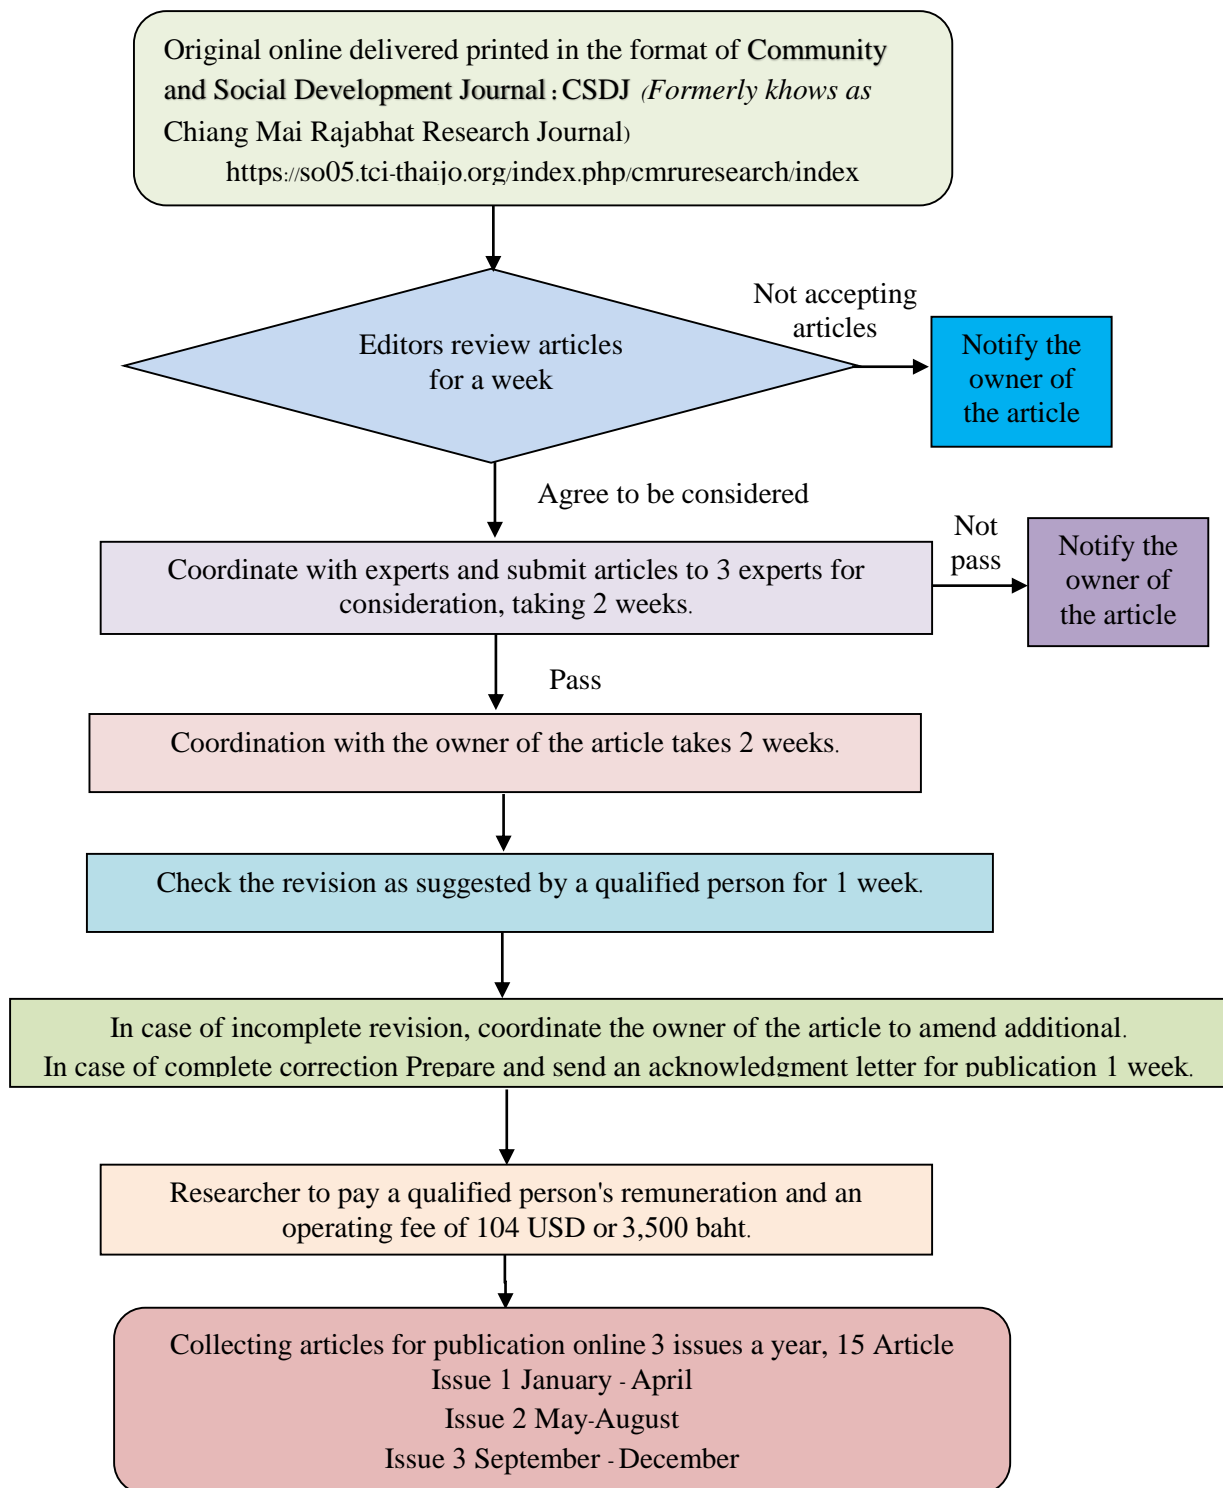 Original online delivered printed in the format of Community
and Social Development Journal : CSDJ (Formerly khows as
Chiang Mai Rajabhat Research Journal)
https://so05.tci-thaijo.org/index.php/cmruresearch/index
Editors review articles
for a week
Not accepting
articles
Notify the
owner of
the article
Agree to be considered
Coordinate with experts and submit articles to 3 experts for
consideration, taking 2 weeks.
Not
pass
Notify the
owner of
the article
Pass
Coordination with the owner of the article takes 2 weeks.
Check the revision as suggested by a qualified person for 1 week.
In case of incomplete revision, coordinate the owner of the article to amend additional.
In case of complete correction Prepare and send an acknowledgment letter for publication 1 week.
Researcher to pay a qualified person's remuneration and an
operating fee of 104 USD or 3,500 baht.
Collecting articles for publication online 3 issues a year, 15 Article
Issue 1 January - April
Issue 2 May-August
Issue 3 September - December